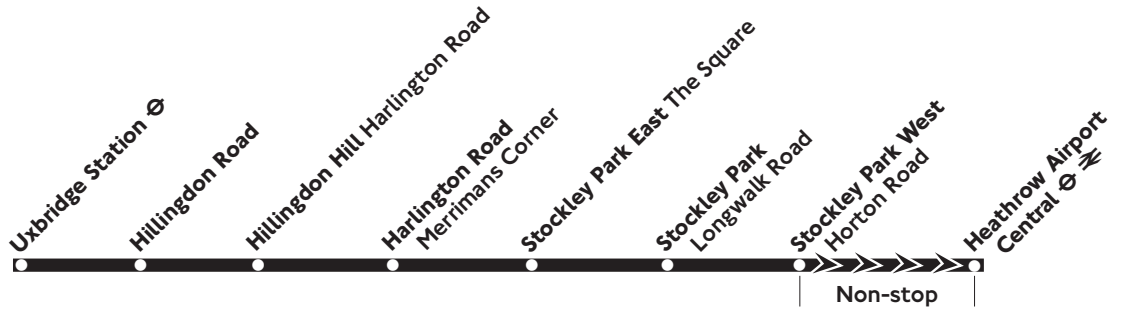 Uxbridge Station
Hillingdon Road
Hillingdon Hill Harlington Road
Harlington Road
Merrimans Corner
Stockley Park East The Square
Stockley Park
Longwalk Road
Stockley Park West
Horton Road
Heathrow Airport
Central
Non-stop